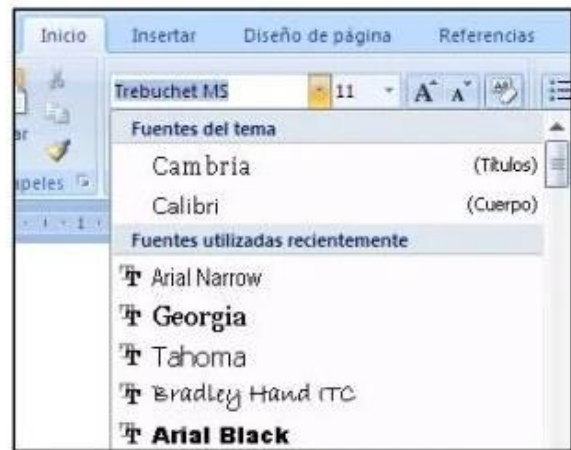 Inicio Insertar Diseño de página Referencias
Trebuchet MS 11 A A
Fuentes del tema
Cambria (Títulos)
Calibri (Cuerpo)
Fuentes utilizadas recientemente
Arial Narrow
Georgia
Tahoma
Bradley Hand ITC
Arial Black